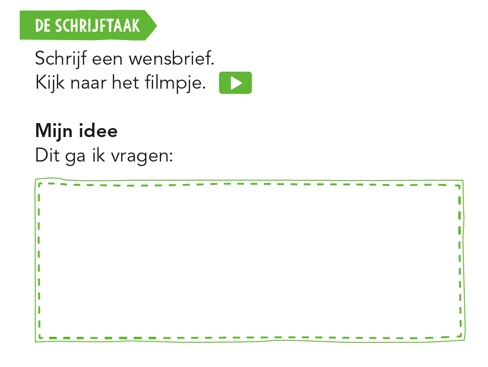 DE SCHRIJFTAAK
Schrijf een wensbrief.
Kijk naar het filmpje.
Mijn idee
Dit ga ik vragen: